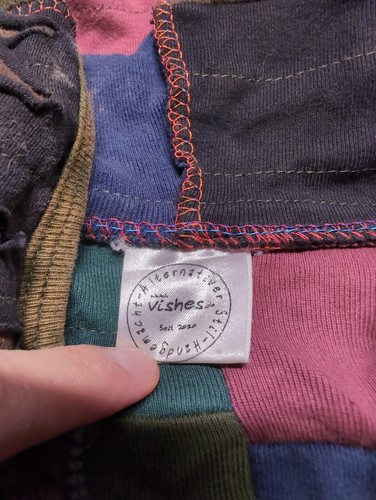 Alternativer Stil-Handgemacht-
vishes
Seit 2020